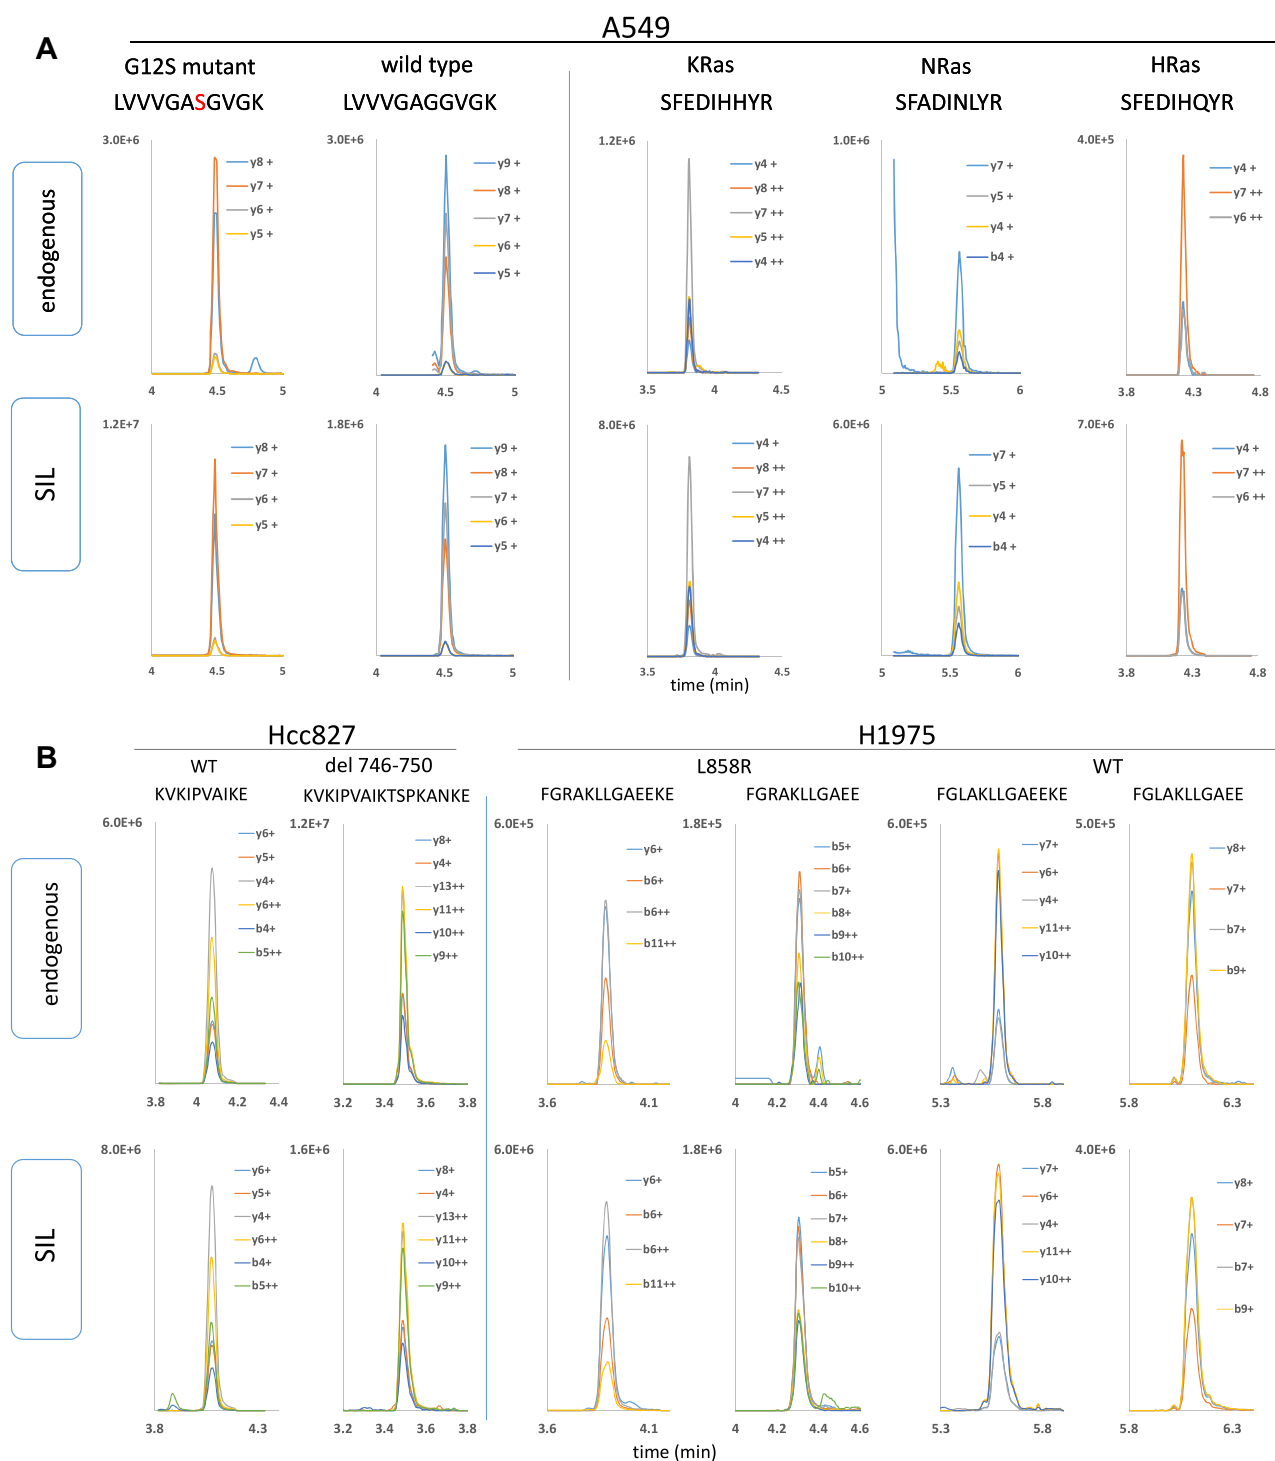 A
A549
G12S mutant
wild type
KRas
NRas
HRas
LVVVGASGVGK
LVVVGAGGVGK
SFEDIHHYR
SFADINLYR
SFEDIHQYR
endogenous
3.0E+6
y8 +
y7 +
y6 +
y5 +
4
4.5
5
3.0E+6
y9 +
y8 +
y7 +
y6 +
y5 +
4
4.5
5
1.2E+6
y4 +
y8 ++
y7 ++
y5 ++
y4 ++
3.5
4
4.5
1.0E+6
y7 +
y5 +
y4 +
b4 +
5
5.5
6
4.0E+5
y4 +
y7 ++
y6 ++
3.8
4.3
4.8
SIL
1.2E+7
y8 +
y7 +
y6 +
y5 +
4
4.5
5
1.8E+6
y9 +
y8 +
y7 +
y6 +
y5 +
4
4.5
5
8.0E+6
y4 +
y8 ++
y7 ++
y5 ++
y4 ++
3.5
4
4.5
6.0E+6
y7 +
y5 +
y4 +
b4 +
5
5.5
6
7.0E+6
y4 +
y7 ++
y6 ++
3.8
4.3
4.8
time (min)
B
Hcc827
H1975
WT
del 746-750
L858R
WT
KVKIPVAIKE
KVKIPVAIKTSPKANKE
FGRAKLLGAEEKE
FGRAKLLGAEE
FGLAKLLGAEEKE
FGLAKLLGAEE
endogenous
6.0E+6
y6+
y5+
y4+
y6++
b4+
b5++
3.8
4
4.2
4.4
1.2E+7
y8+
y4+
y13++
y11++
y10++
y9++
3.2
3.4
3.6
3.8
6.0E+5
y6+
b6+
b6++
b11++
3.6
4.1
1.8E+5
b5+
b6+
b7+
b8+
b9++
b10++
4
4.2
4.4
4.6
6.0E+5
y7+
y6+
y4+
y11++
y10++
5.3
5.8
5.0E+5
y8+
y7+
b7+
b9+
5.8
6.3
SIL
8.0E+6
y6+
y5+
y4+
y6++
b4+
b5++
3.8
4.3
1.6E+6
y8+
y4+
y13++
y11++
y10++
y9++
3.2
3.4
3.6
3.8
6.0E+6
y6+
b6+
b6++
b11++
3.6
4.1
1.8E+6
b5+
b6+
b7+
b8+
b9++
b10++
4
4.2
4.4
4.6
6.0E+6
y7+
y6+
y4+
y11++
y10++
5.3
5.8
4.0E+6
y8+
y7+
b7+
b9+
5.8
6.3
time (min)